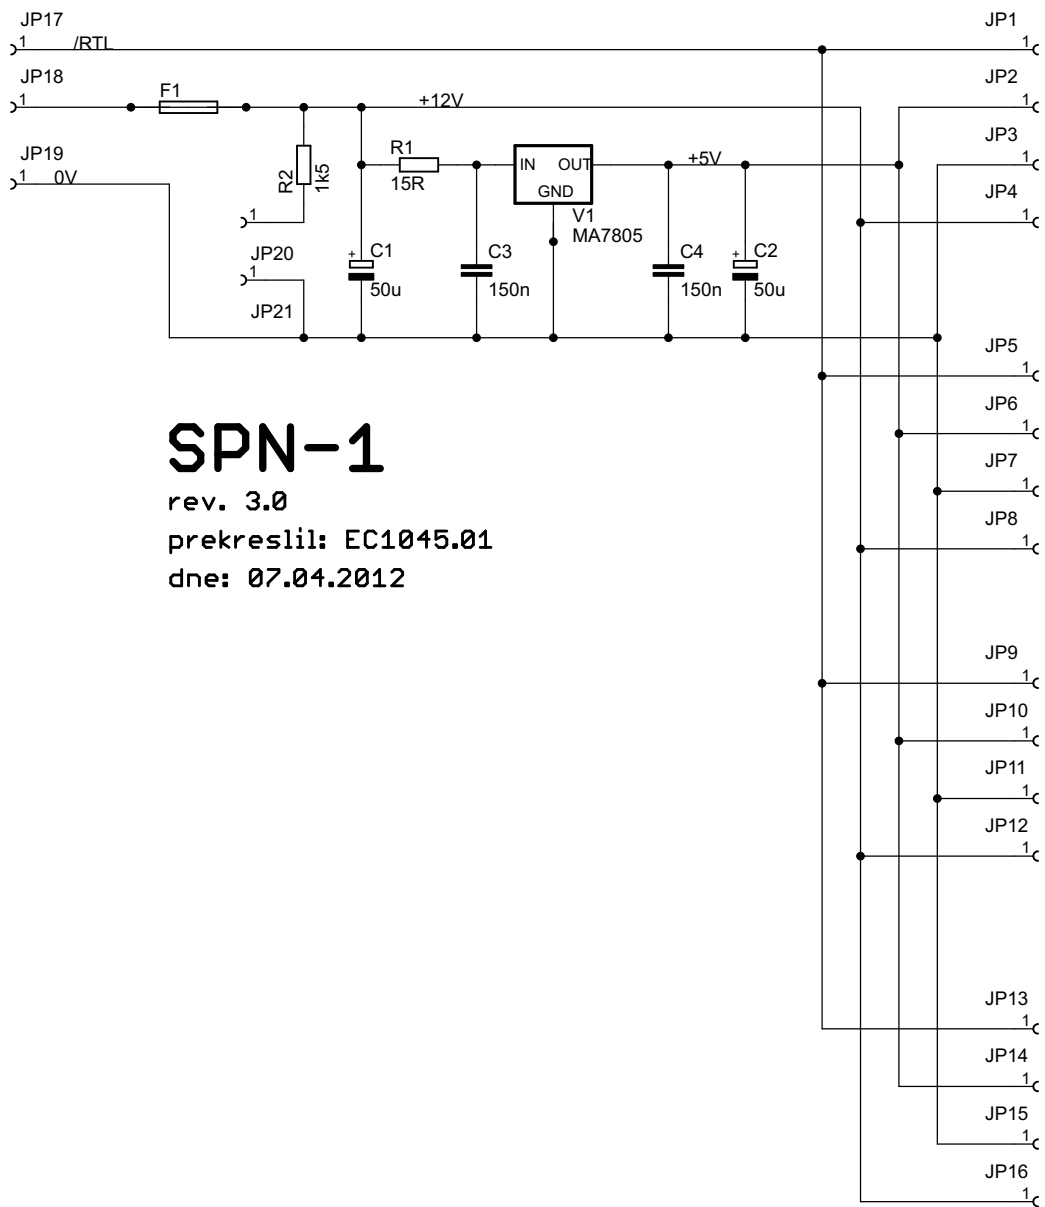 JP17
1 /RTL
JP1
1
JP18
1
F1
+12V
JP2
1
JP19
1 0V
R2
1k5
R1
15R
IN OUT
GND
V1
MA7805
+5V
JP3
1
JP4
1
1
JP20
1
JP21
+ C1
50u
C3
150n
C4
150n
+ C2
50u
JP5
1
JP6
1
JP7
1
JP8
1
SPN-1
rev. 3.0
prekreslil: EC1045.01
dne: 07.04.2012
JP9
1
JP10
1
JP11
1
JP12
1
JP13
1
JP14
1
JP15
1
JP16
1